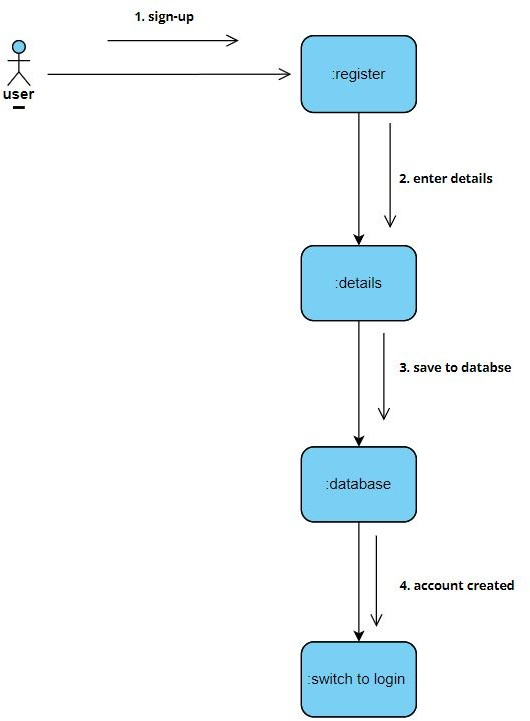 1. sign-up
user
:register
2. enter details
:details
3. save to databse
:database
4. account created
:switch to login